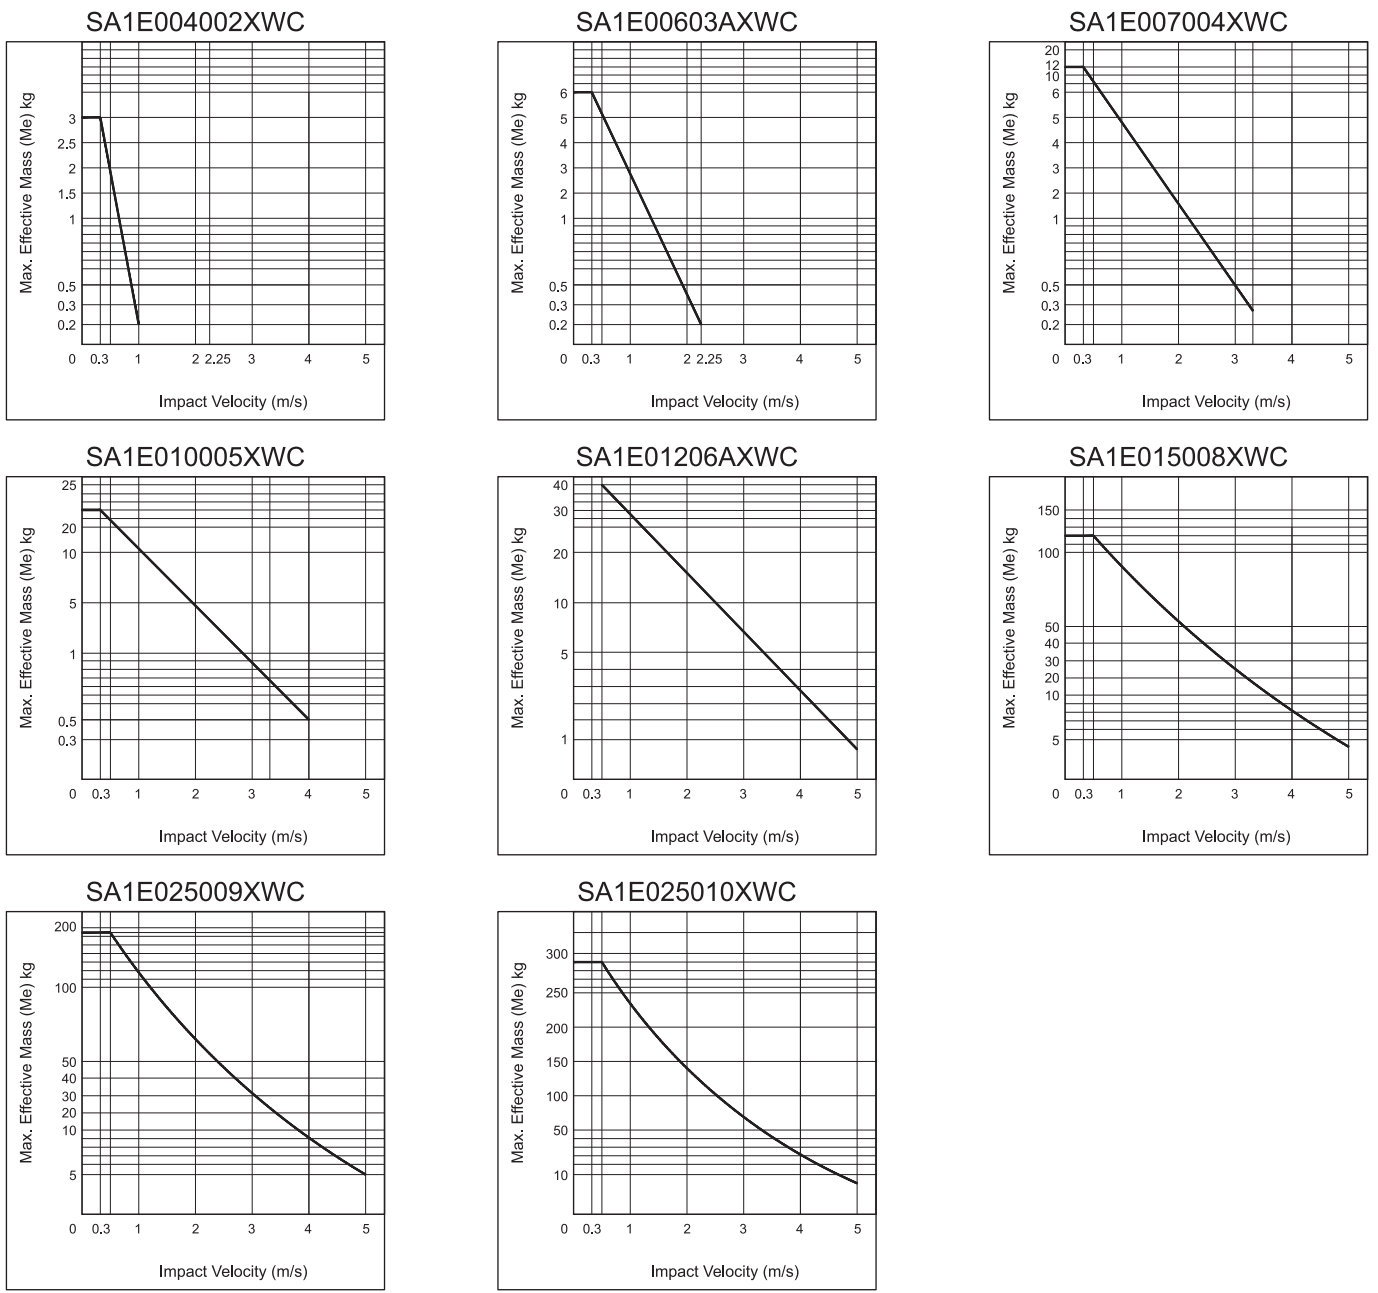 SA1E004002XWC
Max. Effective Mass (Me) kg
3
2.5
2
1.5
1
0.5
0.3
0.2
0 0.3 1 2 2.25 3 4 5
Impact Velocity (m/s)
SA1E00603AXWC
Max. Effective Mass (Me) kg
6
5
4
3
2
1
0.5
0.3
0.2
0 0.3 1 2 2.25 3 4 5
Impact Velocity (m/s)
SA1E007004XWC
Max. Effective Mass (Me) kg
20
12
10
6
5
4
3
2
1
0.5
0.3
0.2
0 0.3 1 2 3 4 5
Impact Velocity (m/s)
SA1E010005XWC
Max. Effective Mass (Me) kg
25
20
10
5
1
0.5
0.3
0 0.3 1 2 3 4 5
Impact Velocity (m/s)
SA1E01206AXWC
Max. Effective Mass (Me) kg
40
30
20
10
5
1
0 0.3 1 2 3 4 5
Impact Velocity (m/s)
SA1E015008XWC
Max. Effective Mass (Me) kg
150
100
50
40
30
20
10
5
0 0.3 1 2 3 4 5
Impact Velocity (m/s)
SA1E025009XWC
Max. Effective Mass (Me) kg
200
100
50
40
30
20
10
5
0 0.3 1 2 3 4 5
Impact Velocity (m/s)
SA1E025010XWC
Max. Effective Mass (Me) kg
300
250
200
150
100
50
10
0 0.3 1 2 3 4 5
Impact Velocity (m/s)